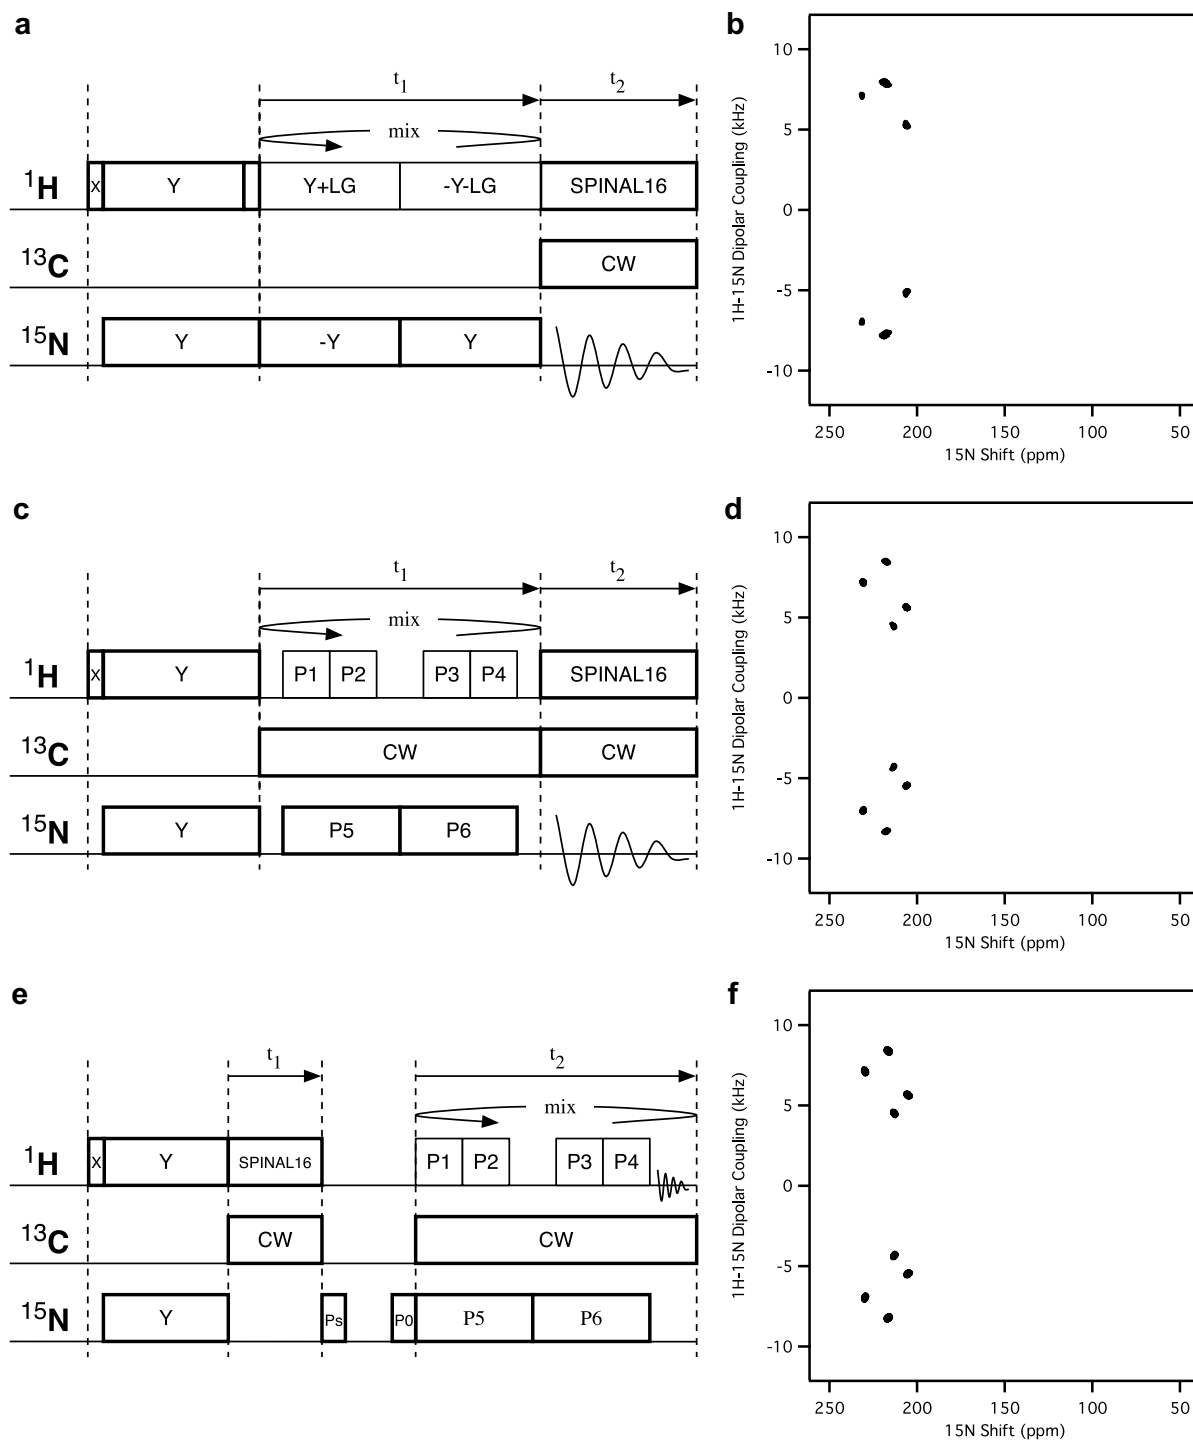 a
t1
t2
mix
1H
X
Y
Y+LG
-Y-LG
SPINAL16
13C
CW
15N
Y
-Y
Y
b
10
5
0
-5
-10
1H-15N Dipolar Coupling (kHz)
250
200
150
100
50
15N Shift (ppm)
c
t1
t2
mix
1H
X
Y
P1
P2
P3
P4
SPINAL16
13C
CW
CW
15N
Y
P5
P6
d
10
5
0
-5
-10
1H-15N Dipolar Coupling (kHz)
250
200
150
100
50
15N Shift (ppm)
e
t1
t2
mix
1H
X
Y
SPINAL16
P1
P2
P3
P4
13C
CW
CW
15N
Y
Ps
P0
P5
P6
f
10
5
0
-5
-10
1H-15N Dipolar Coupling (kHz)
250
200
150
100
50
15N Shift (ppm)